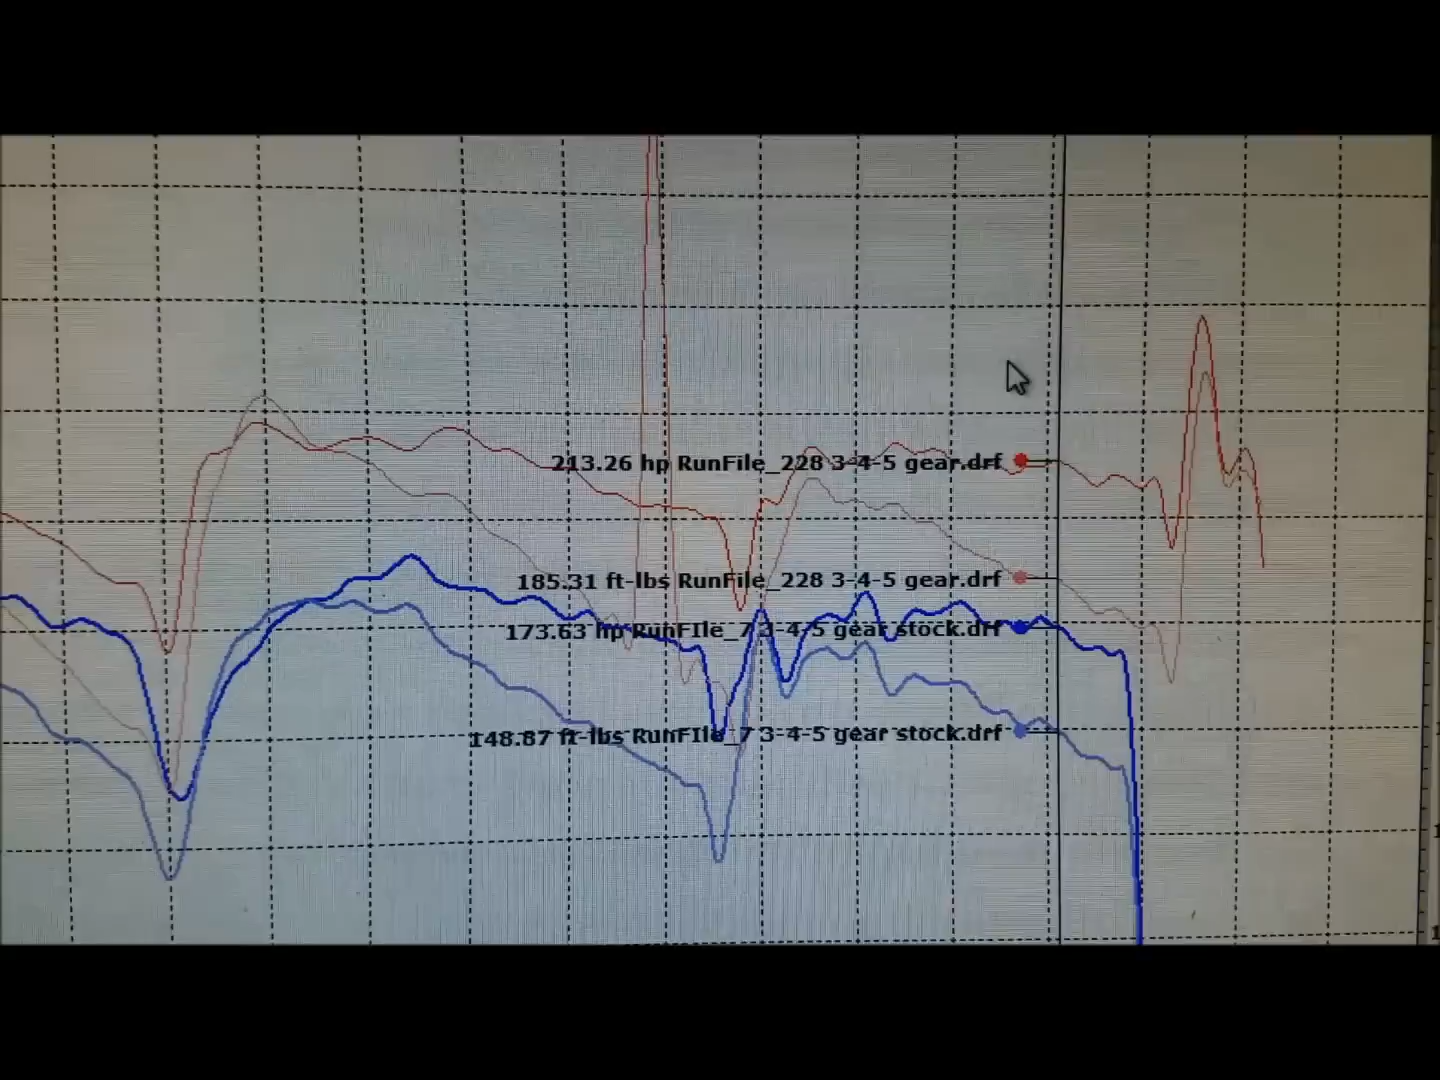 213.26 hp RunFile_228 3-4-5 gear.drf
185.31 ft-lbs RunFile_228 3-4-5 gear.drf
173.63 hp RunFIle_7 3-4-5 gear stock.drf
148.87 ft-lbs RunFIle_7 3-4-5 gear stock.drf